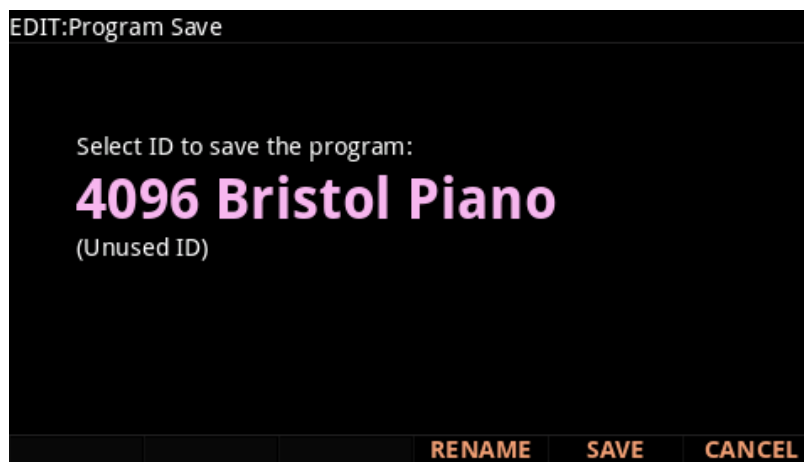 EDIT:Program Save
Select ID to save the program:
4096 Bristol Piano
(Unused ID)
RENAME SAVE CANCEL